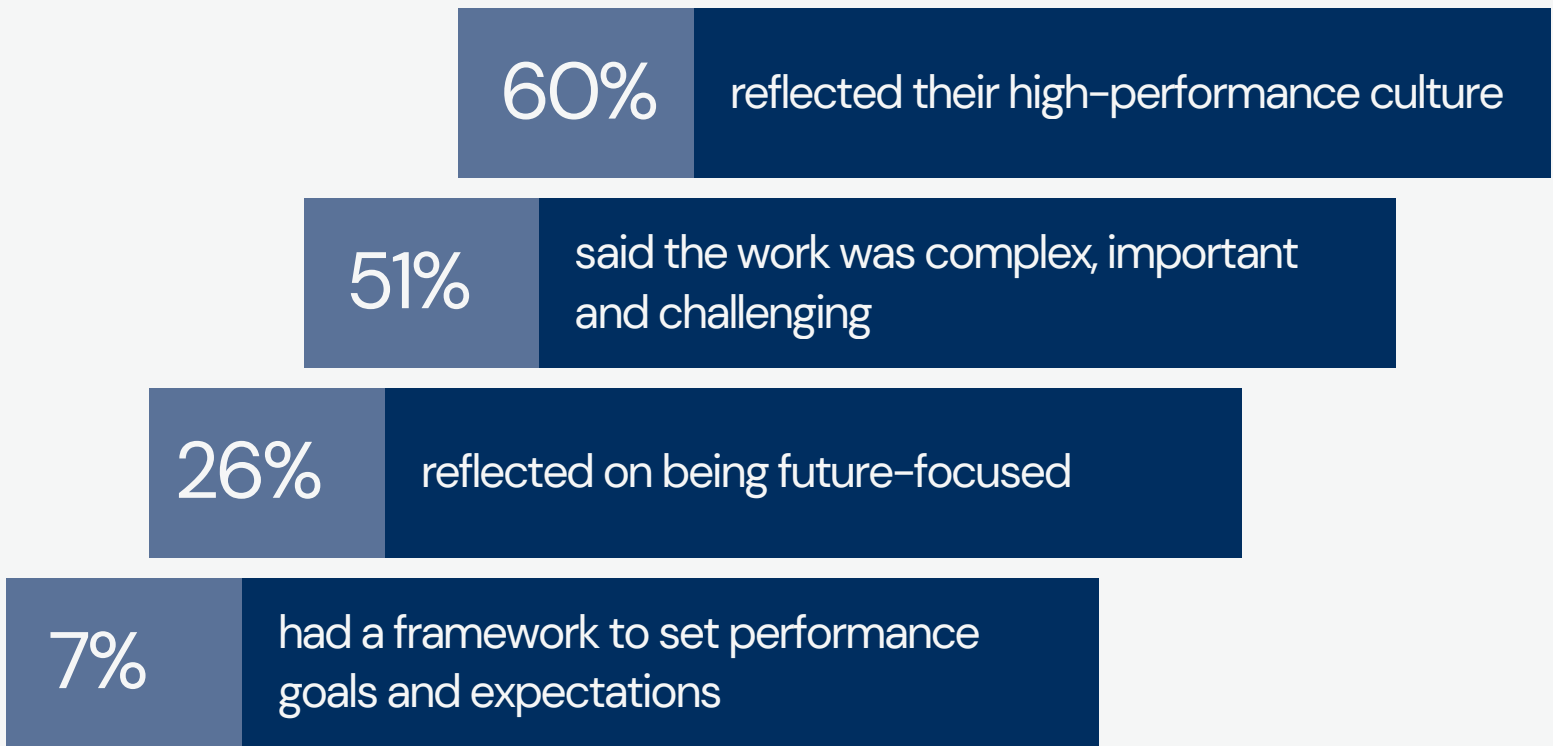 60%
reflected their high-performance culture
51%
said the work was complex, important
and challenging
26%
reflected on being future-focused
7%
had a framework to set performance
goals and expectations